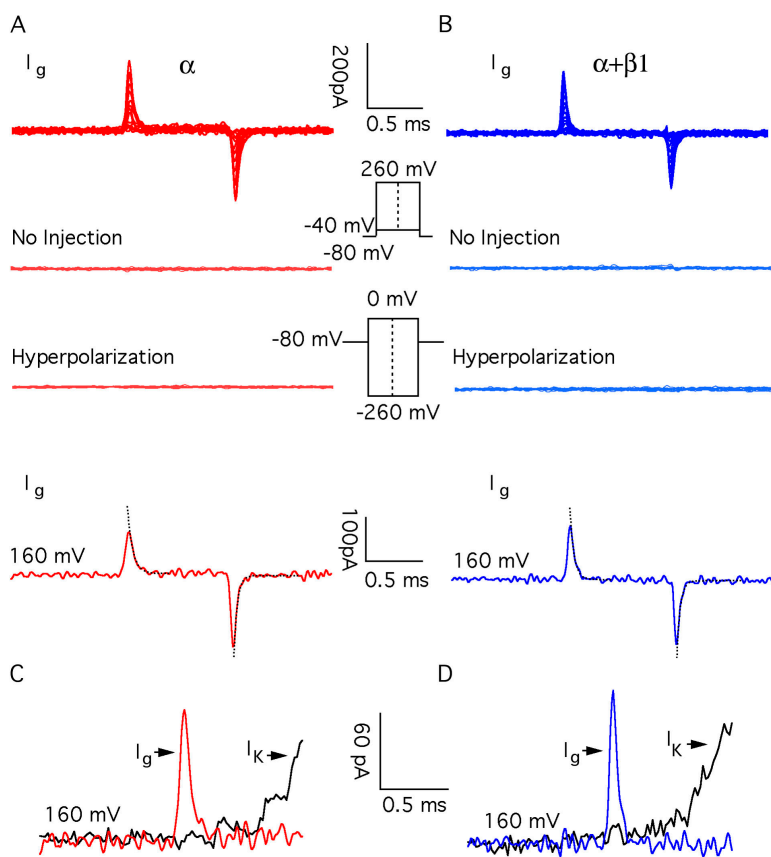 A
I g
α
200pA
0.5 ms
B
I g
α+β1
260 mV
-40 mV
-80 mV
No Injection
No Injection
0 mV
-80 mV
-260 mV
Hyperpolarization
Hyperpolarization
I g
160 mV
100pA
0.5 ms
I g
160 mV
C
I g
I K
160 mV
60 pA
0.5 ms
D
I g
I K
160 mV